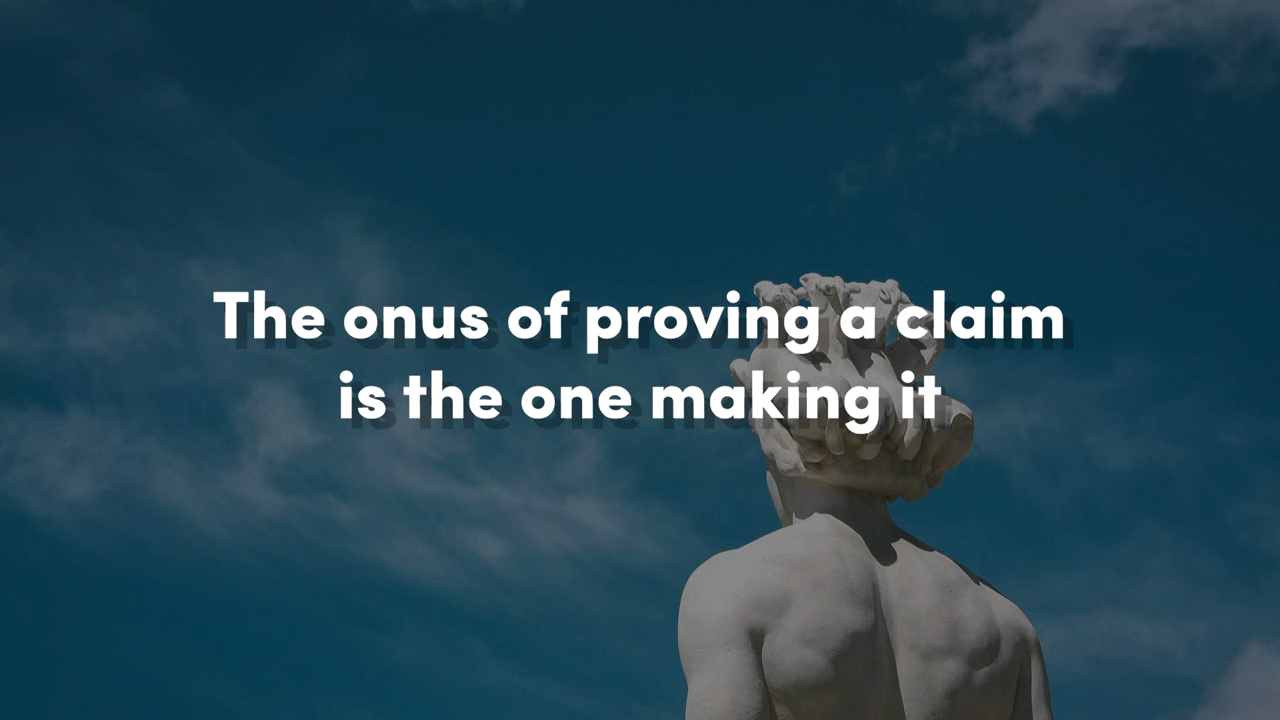 The onus of proving a claim
is the one making it